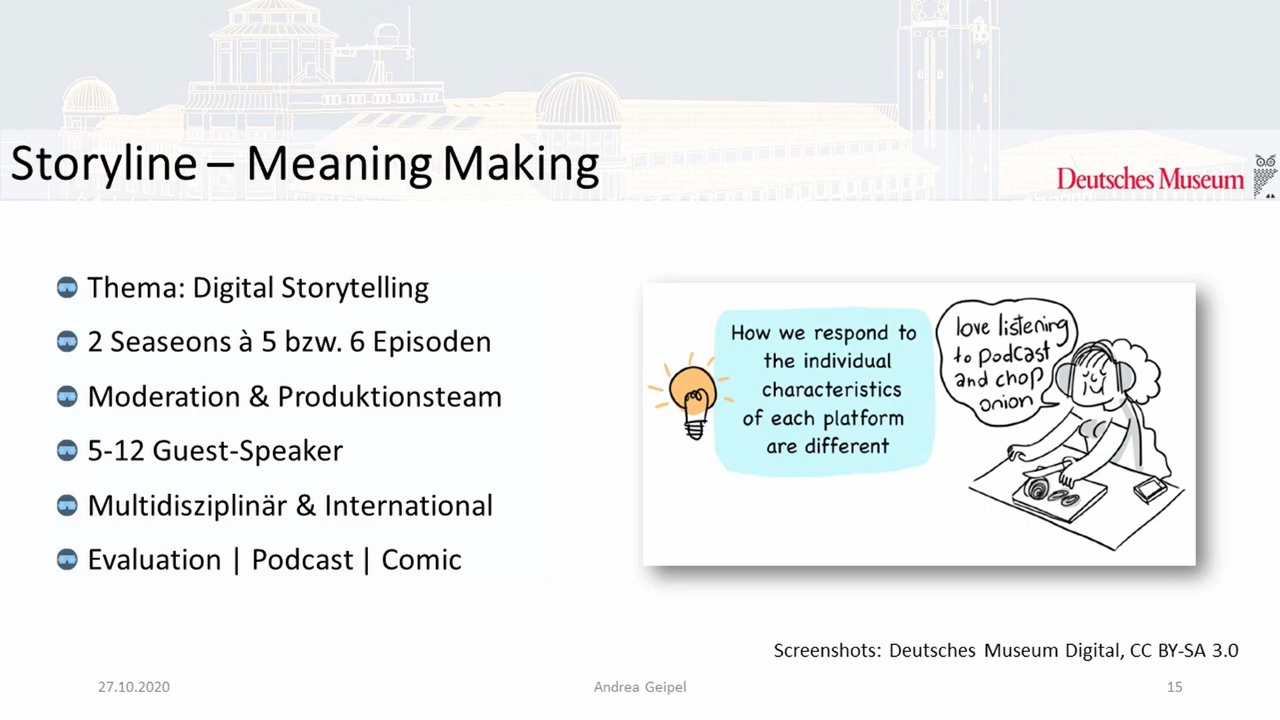 Storyline – Meaning Making
Deutsches Museum
Thema: Digital Storytelling
2 Seaseons à 5 bzw. 6 Episoden
Moderation & Produktionsteam
5-12 Guest-Speaker
Multidisziplinär & International
Evaluation | Podcast | Comic
How we respond to
the individual
characteristics
of each platform
are different
love listening
to podcast
and chop
onion
Screenshots: Deutsches Museum Digital, CC BY-SA 3.0
27.10.2020
Andrea Geipel
15